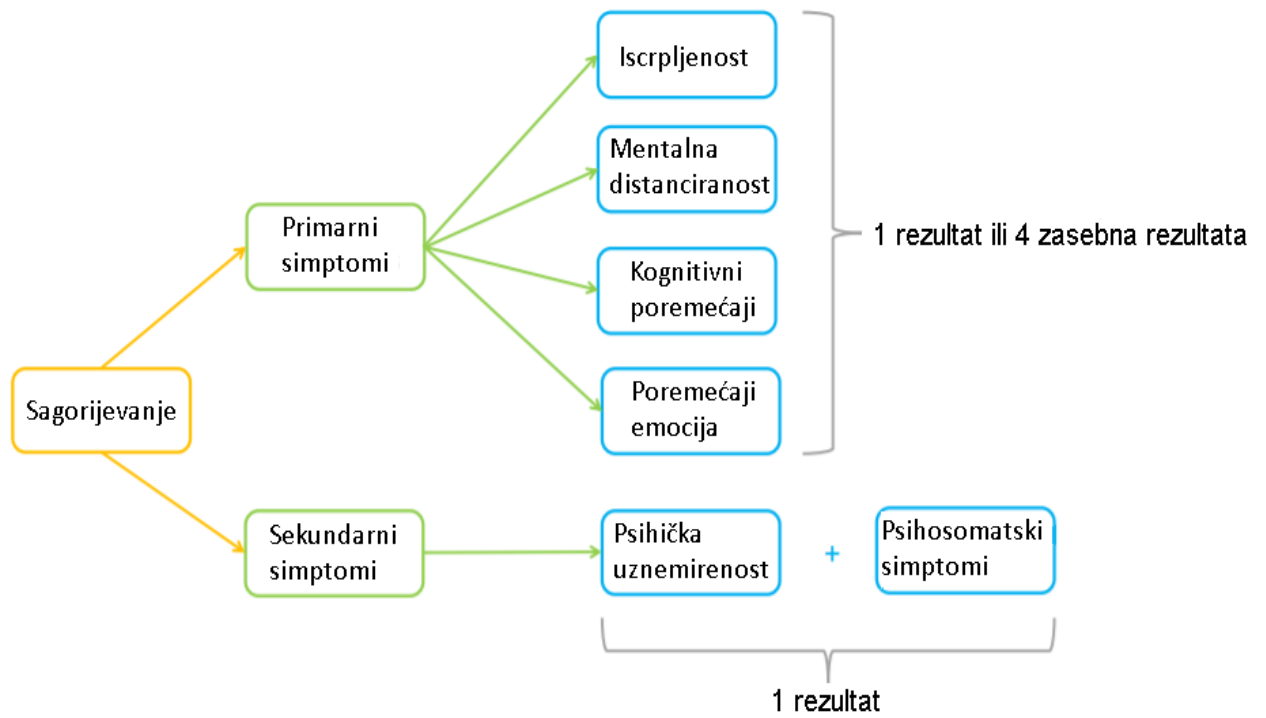 Iscrpljenost
Mentalna
distanciranost
Primarni
simptomi
1 rezultat ili 4 zasebna rezultata
Kognitivni
poremećaji
Sagorijevanje
Poremećaji
emocija
Sekundarni
simptomi
Psihička
uznemirenost
+
Psihosomatski
simptomi
1 rezultat